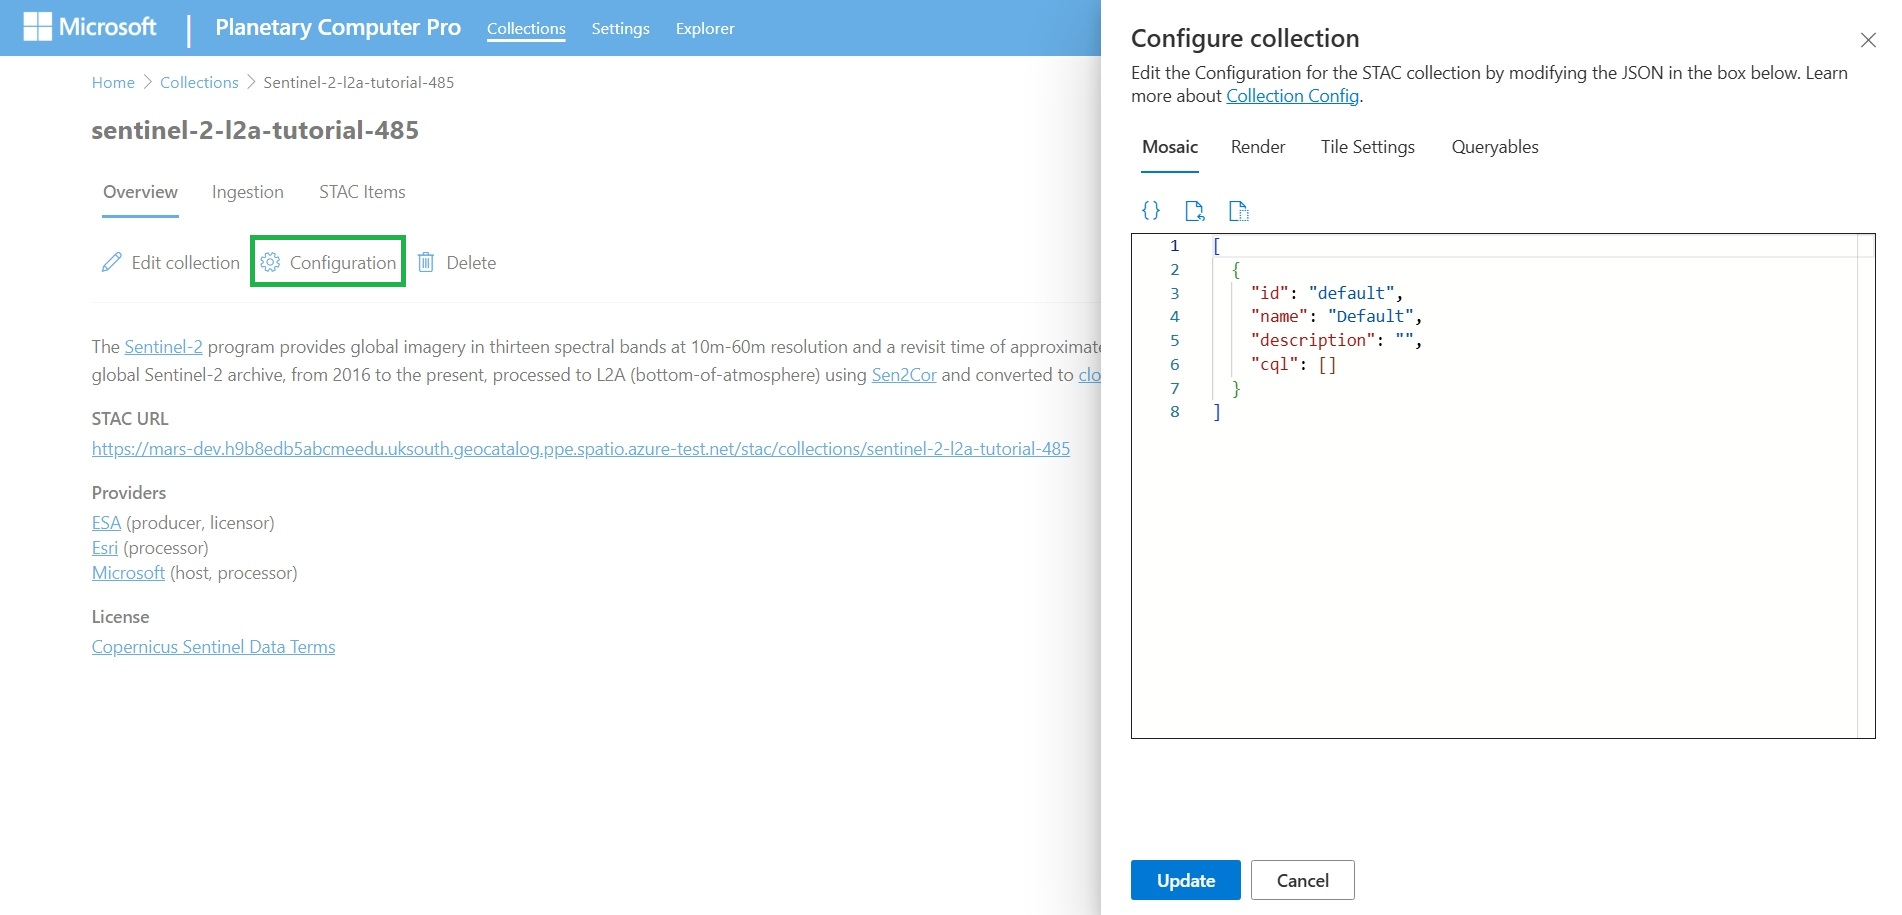 Microsoft | Planetary Computer Pro Collections Settings Explorer
Home > Collections > Sentinel-2-l2a-tutorial-485
sentinel-2-l2a-tutorial-485
Overview Ingestion STAC Items
Edit collection Configuration Delete
The Sentinel-2 program provides global imagery in thirteen spectral bands at 10m-60m resolution and a revisit time of approximate
global Sentinel-2 archive, from 2016 to the present, processed to L2A (bottom-of-atmosphere) using Sen2Cor and converted to clo
STAC URL
https://mars-dev.h9b8edb5abcmeedu.uksouth.geocatalog.ppe.spatio.azure-test.net/stac/collections/sentinel-2-l2a-tutorial-485
Providers
ESA (producer, licensor)
Esri (processor)
Microsoft (host, processor)
License
Copernicus Sentinel Data Terms
Configure collection
Edit the Configuration for the STAC collection by modifying the JSON in the box below. Learn
more about Collection Config.
Mosaic Render Tile Settings Queryables
{}
1 [
2 {
3 "id": "default",
4 "name": "Default",
5 "description": "",
6 "cql": []
7 }
8 ]
Update Cancel